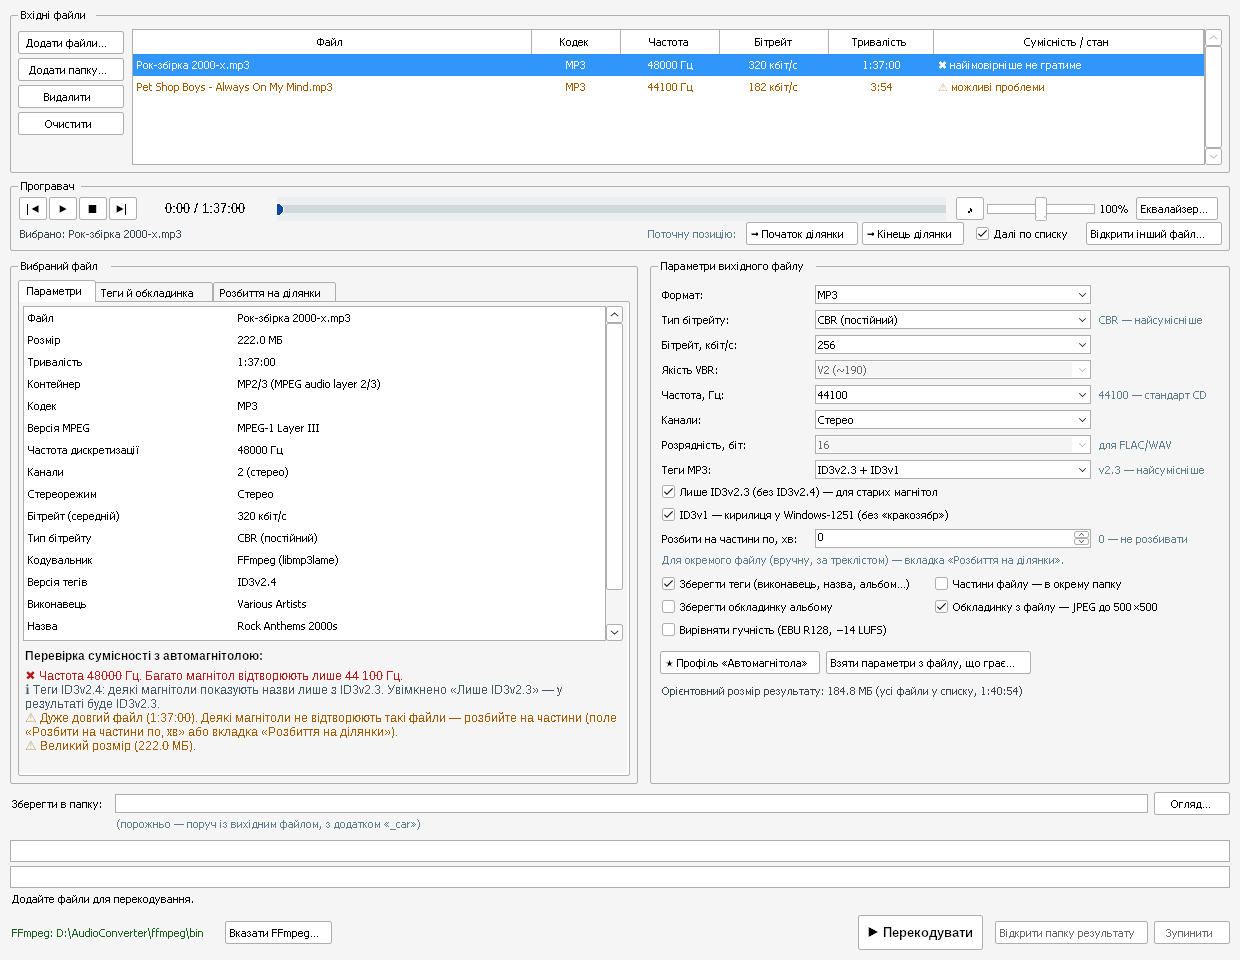 Вхідні файли
Додати файли...
Додати папку...
Видалити
Очистити
Файл Кодек Частота Бітрейт Тривалість Сумісність / стан
Рок-збірка 2000-х.mp3 MP3 48000 Гц 320 кбіт/с 1:37:00 ✖ найімовірніше не гратиме
Pet Shop Boys - Always On My Mind.mp3 MP3 44100 Гц 182 кбіт/с 3:54 ⚠ можливі проблеми
Програвач
0:00 / 1:37:00 100% Еквалайзер...
Вибрано: Рок-збірка 2000-х.mp3 Поточну позицію: → Початок ділянки → Кінець ділянки Далі по списку Відкрити інший файл...
Вибраний файл
Параметри Теги й обкладинка Розбиття на ділянки
Файл Рок-збірка 2000-х.mp3
Розмір 222.0 МБ
Тривалість 1:37:00
Контейнер MP2/3 (MPEG audio layer 2/3)
Кодек MP3
Версія MPEG MPEG-1 Layer III
Частота дискретизації 48000 Гц
Канали 2 (стерео)
Стереорежим Стерео
Бітрейт (середній) 320 кбіт/с
Тип бітрейту CBR (постійний)
Кодувальник FFmpeg (libmp3lame)
Версія тегів ID3v2.4
Виконавець Various Artists
Назва Rock Anthems 2000s
Перевірка сумісності з автомагнітолою:
✖ Частота 48000 Гц. Багато магнітол відтворюють лише 44 100 Гц.
ℹ Теги ID3v2.4: деякі магнітоли показують назви лише з ID3v2.3. Увімкнено «Лише ID3v2.3» — у
результаті буде ID3v2.3.
⚠ Дуже довгий файл (1:37:00). Деякі магнітоли не відтворюють такі файли — розбийте на частини (поле
«Розбити на частини по, хв» або вкладка «Розбиття на ділянки»).
⚠ Великий розмір (222.0 МБ).
Параметри вихідного файлу
Формат: MP3
Тип бітрейту: CBR (постійний) CBR — найсумісніше
Бітрейт, кбіт/с: 256
Якість VBR: V2 (~190)
Частота, Гц: 44100 44100 — стандарт CD
Канали: Стерео
Розрядність, біт: 16 для FLAC/WAV
Теги MP3: ID3v2.3 + ID3v1 v2.3 — найсумісніше
Лише ID3v2.3 (без ID3v2.4) — для старих магнітол
ID3v1 — кирилиця у Windows-1251 (без «кракозябр»)
Розбити на частини по, хв: 0 0 — не розбивати
Для окремого файлу (вручну, за треклістом) — вкладка «Розбиття на ділянки».
Зберегти теги (виконавець, назва, альбом...) Частини файлу — в окрему папку
Зберегти обкладинку альбому Обкладинку з файлу — JPEG до 500×500
Вирівняти гучність (EBU R128, −14 LUFS)
★ Профіль «Автомагнітола» Взяти параметри з файлу, що грає...
Орієнтовний розмір результату: 184.8 МБ (усі файли у списку, 1:40:54)
Зберегти в папку: Огляд...
(порожньо — поруч із вихідним файлом, з додатком «_car»)
Додайте файли для перекодування.
FFmpeg: D:\AudioConverter\ffmpeg\bin Вказати FFmpeg... ▶ Перекодувати Відкрити папку результату Зупинити